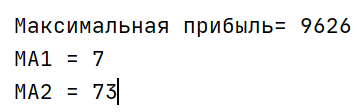 Максимальная прибыль= 9626
MA1 = 7
MA2 = 73